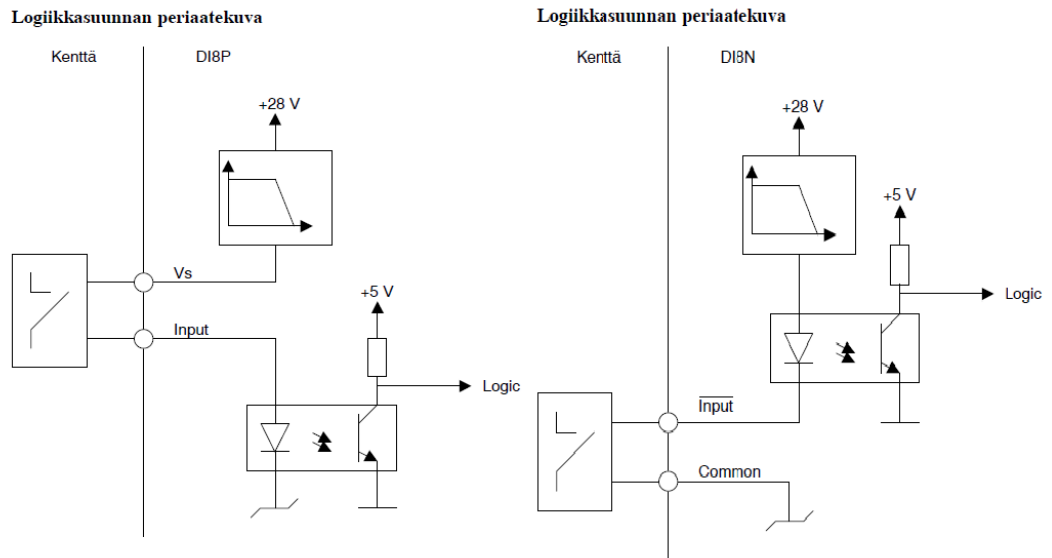 Logiikkasuunnan periaatekuva
Kenttä
DI8P
+28 V
Vs
+5 V
Input
Logic
Logiikkasuunnan periaatekuva
Kenttä
DI8N
+28 V
+5 V
Logic
Input
Common